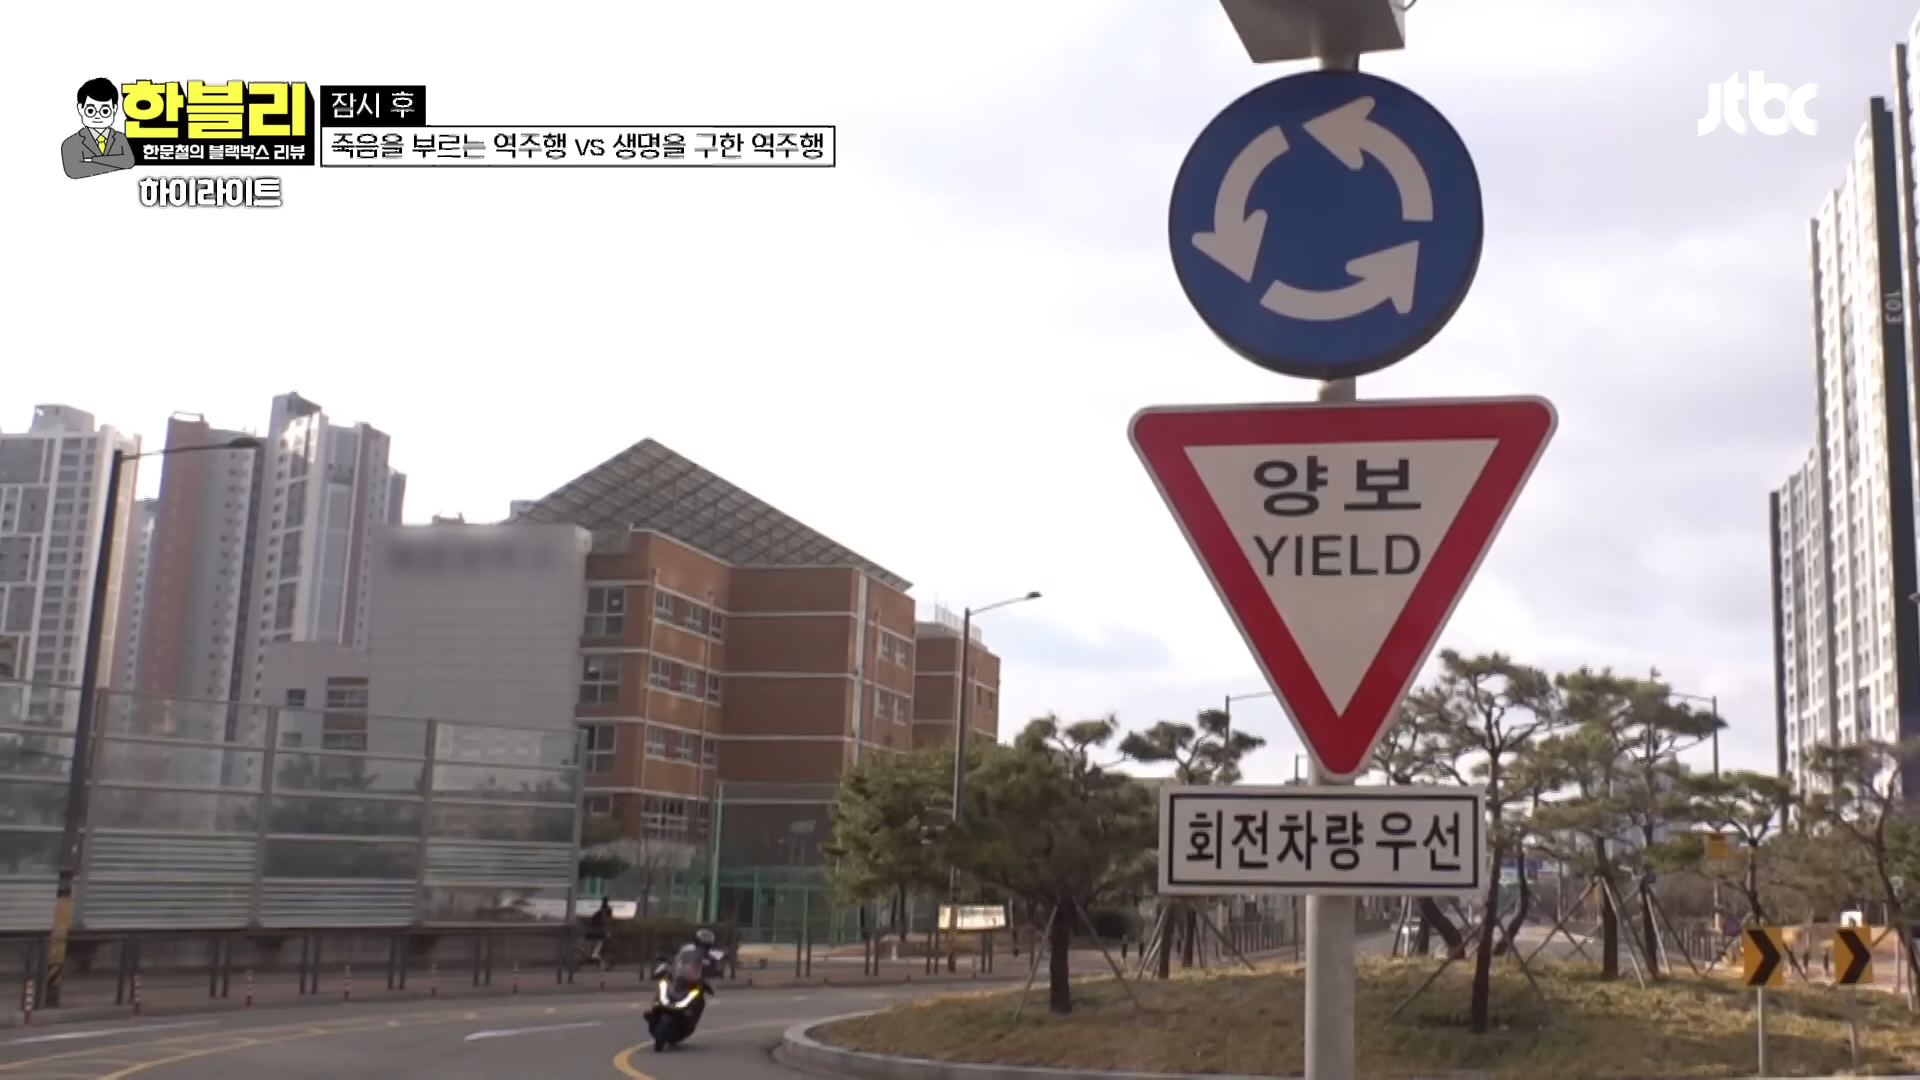 한블리
한문철의 블랙박스 리뷰
하이라이트
잠시 후
죽음을 부르는 역주행 vs 생명을 구한 역주행
jtbc
양보
YIELD
회전차량우선
103